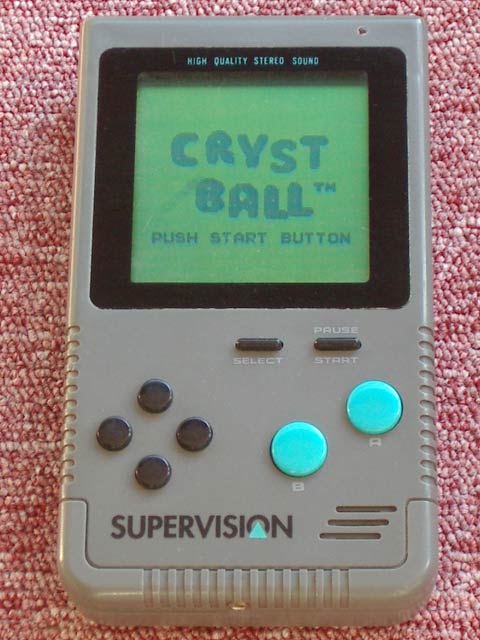 HIGH QUALITY STEREO SOUND
CRYST
BALL™
PUSH START BUTTON
PAUSE
SELECT START
A
B
SUPERVISION